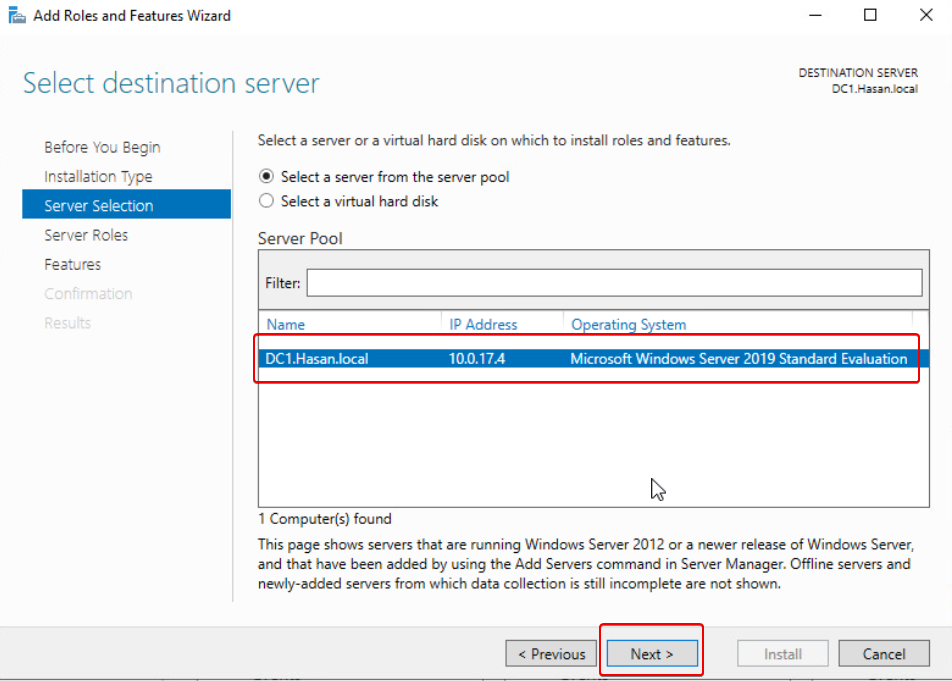 Add Roles and Features Wizard
Select destination server
DESTINATION SERVER
DC1.Hasan.local
Before You Begin
Installation Type
Server Selection
Server Roles
Features
Confirmation
Results
Select a server or a virtual hard disk on which to install roles and features.
Select a server from the server pool
Select a virtual hard disk
Server Pool
Filter:
Name IP Address Operating System
DC1.Hasan.local 10.0.17.4 Microsoft Windows Server 2019 Standard Evaluation
1 Computer(s) found
This page shows servers that are running Windows Server 2012 or a newer release of Windows Server,
and that have been added by using the Add Servers command in Server Manager. Offline servers and
newly-added servers from which data collection is still incomplete are not shown.
< Previous Next > Install Cancel